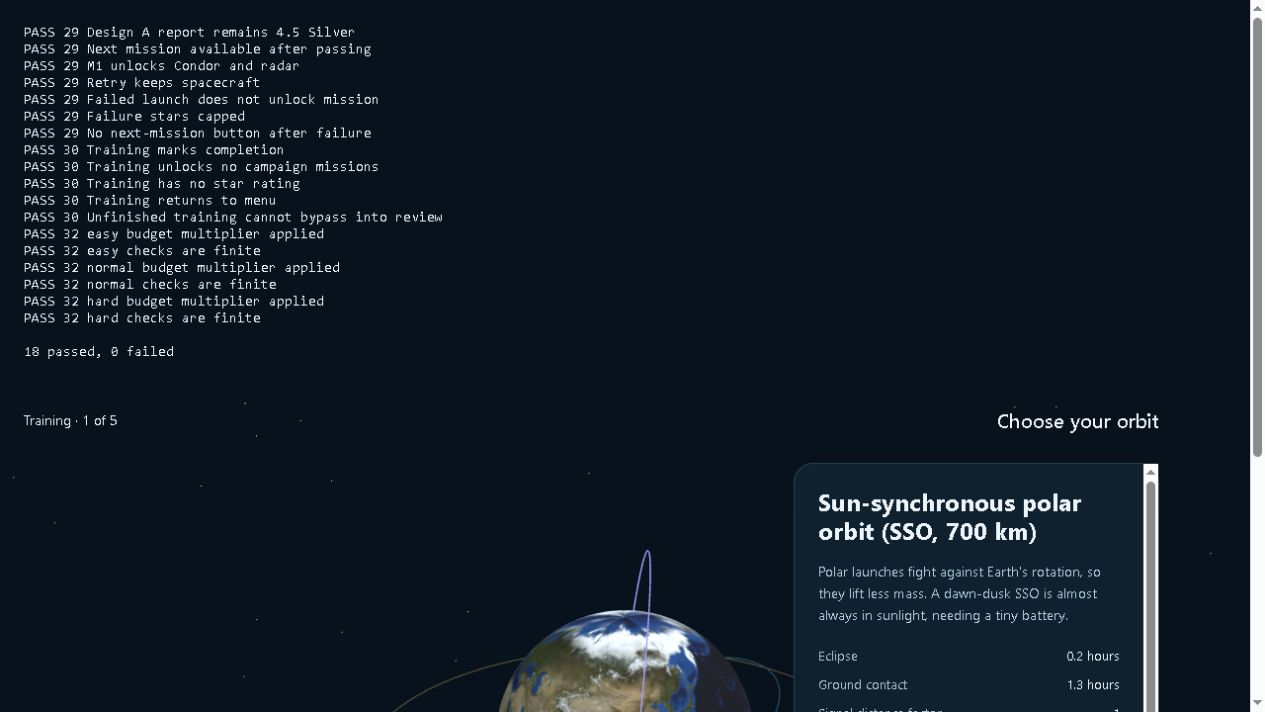 PASS 29 Design A report remains 4.5 Silver
PASS 29 Next mission available after passing
PASS 29 M1 unlocks Condor and radar
PASS 29 Retry keeps spacecraft
PASS 29 Failed launch does not unlock mission
PASS 29 Failure stars capped
PASS 29 No next-mission button after failure
PASS 30 Training marks completion
PASS 30 Training unlocks no campaign missions
PASS 30 Training has no star rating
PASS 30 Training returns to menu
PASS 30 Unfinished training cannot bypass into review
PASS 32 easy budget multiplier applied
PASS 32 easy checks are finite
PASS 32 normal budget multiplier applied
PASS 32 normal checks are finite
PASS 32 hard budget multiplier applied
PASS 32 hard checks are finite
18 passed, 0 failed
Training · 1 of 5
Choose your orbit
Sun-synchronous polar
orbit (SSO, 700 km)
Polar launches fight against Earth's rotation, so
they lift less mass. A dawn-dusk SSO is almost
always in sunlight, needing a tiny battery.
Eclipse 0.2 hours
Ground contact 1.3 hours
Signal distance factor 1